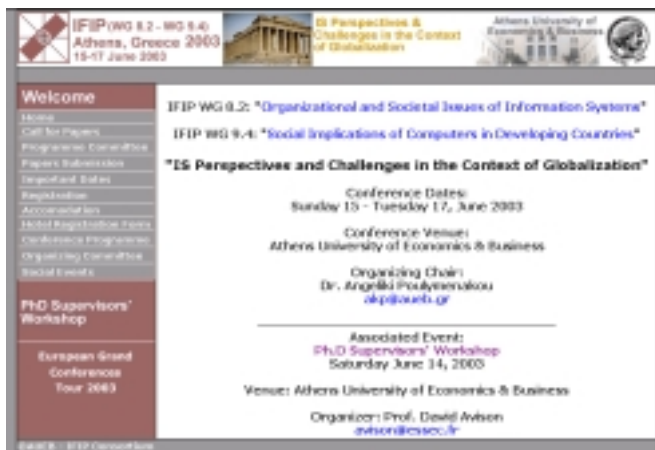 IFIP (WG 8.2 - WG 9.4)
Athens, Greece 2003
15-17 June 2003
IS Perspectives &
Challenges in the Context
of Globalization
Athens University of
Economics & Business
Welcome
Home
Call for Papers
Programme Committee
Papers Submission
Important Dates
Registration
Accomodation
Hotel Registration Form
Conference Programme
Organizing Committee
Social Events
PhD Supervisors'
Workshop
European Grand
Conferences
Tour 2003
IFIP WG 8.2: "Organizational and Societal Issues of Information Systems"
IFIP WG 9.4: "Social Implications of Computers in Developing Countries"
"IS Perspectives and Challenges in the Context of Globalization"
Conference Dates:
Sunday 15 - Tuesday 17, June 2003
Conference Venue:
Athens University of Economics & Business
Organizing Chair:
Dr. Angeliki Poulymenakou
akp@aueb.gr
Associated Event:
Ph.D Supervisors' Workshop
Saturday June 14, 2003
Venue: Athens University of Economics & Business
Organizer: Prof. David Avison
avison@essec.fr
IFIP Consortium